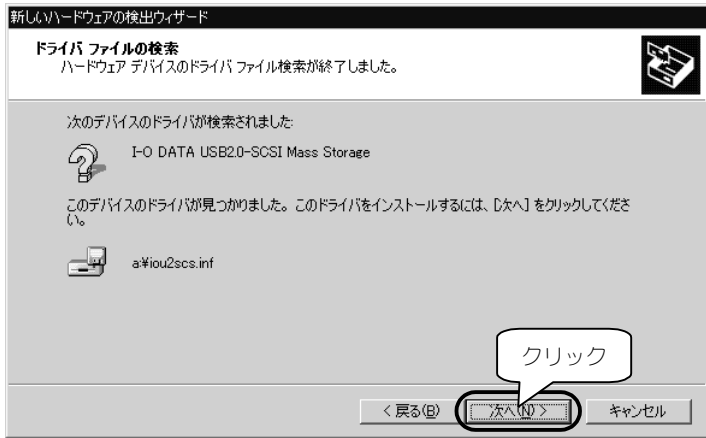 新しいハードウェアの検出ウィザード
ドライバ ファイルの検索
ハードウェア デバイスのドライバ ファイル検索が終了しました。
次のデバイスのドライバが検索されました:
I-O DATA USB2.0-SCSI Mass Storage
このデバイスのドライバが見つかりました。このドライバをインストールするには、[次へ] をクリックしてくださ
い。
a:¥iou2scs.inf
クリック
< 戻る(B) 次へ(N) > キャンセル